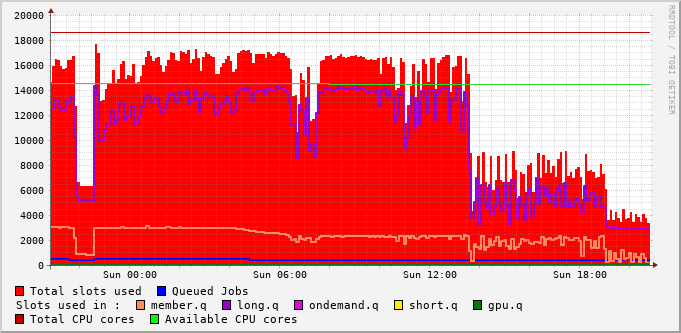 RRDTOOL / TOBI OETIKER
20000
18000
16000
14000
12000
10000
8000
6000
4000
2000
0
Sun 00:00 Sun 06:00 Sun 12:00 Sun 18:00
Total slots used Queued Jobs
Slots used in : member.q long.q ondemand.q short.q gpu.q
Total CPU cores Available CPU cores